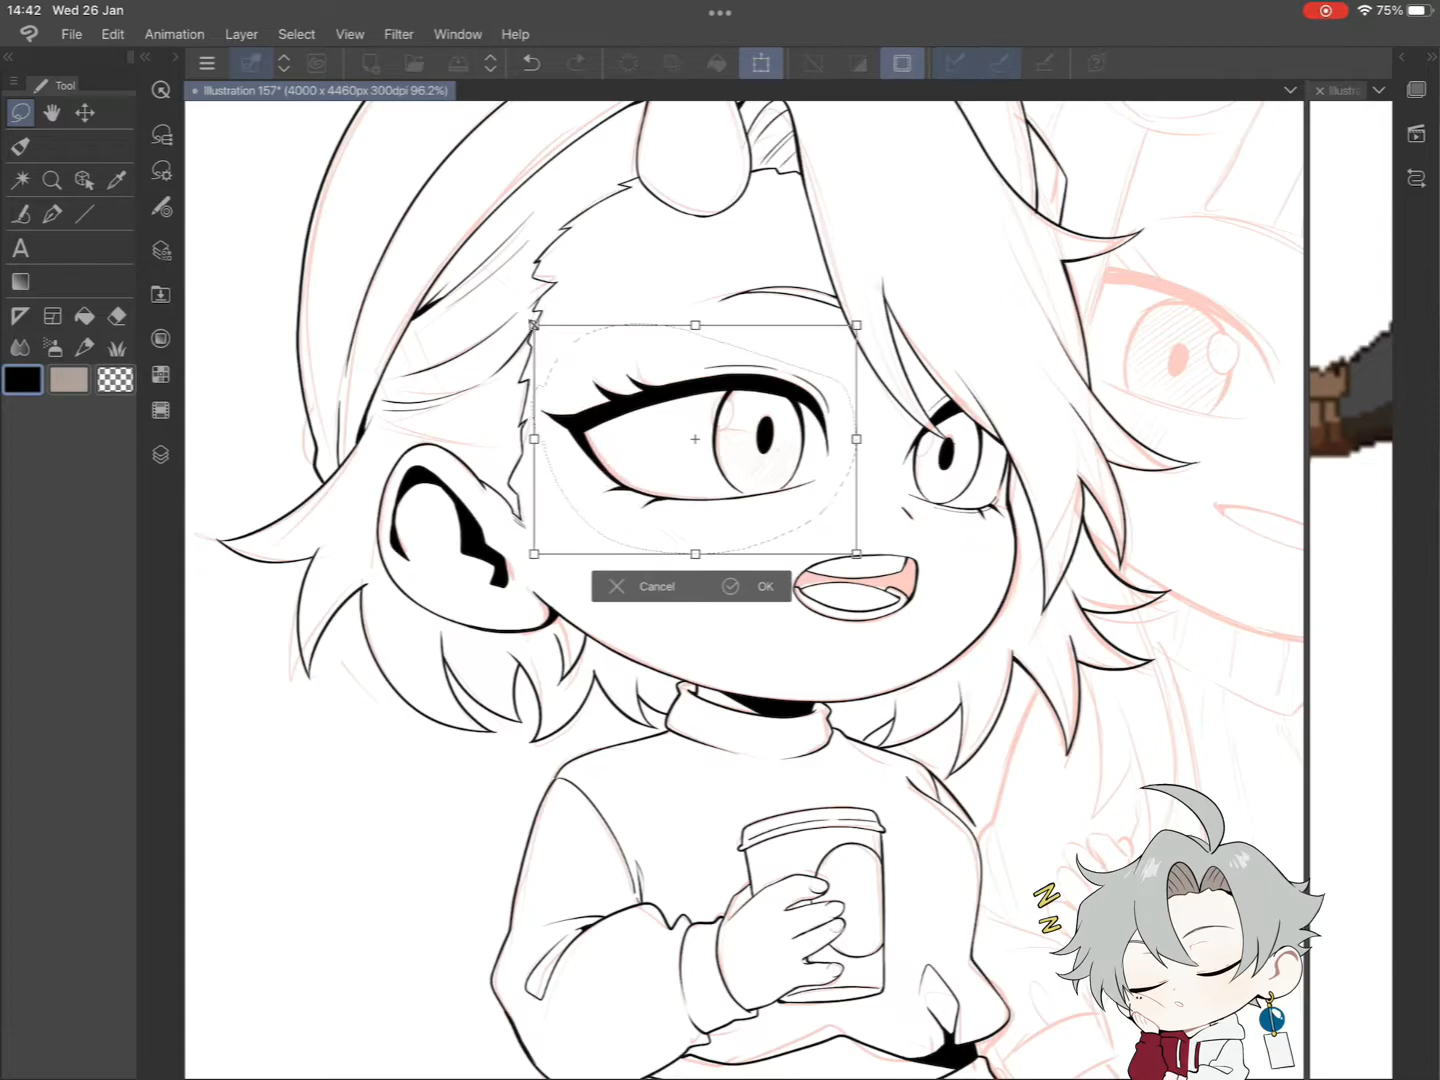 14:42 Wed 26 Jan 75%
File Edit Animation Layer Select View Filter Window Help
Tool
Illustration 157* (4000 x 4460px 300dpi 96.2%)
Illustra
A
Cancel OK
Z
Z